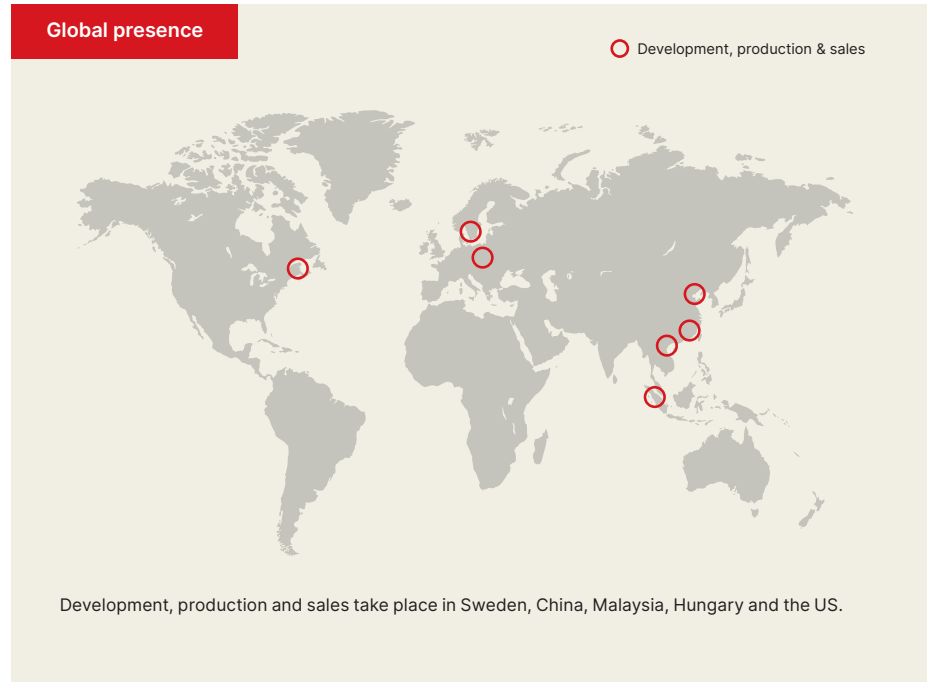 Global presence
Development, production & sales
Development, production and sales take place in Sweden, China, Malaysia, Hungary and the US.